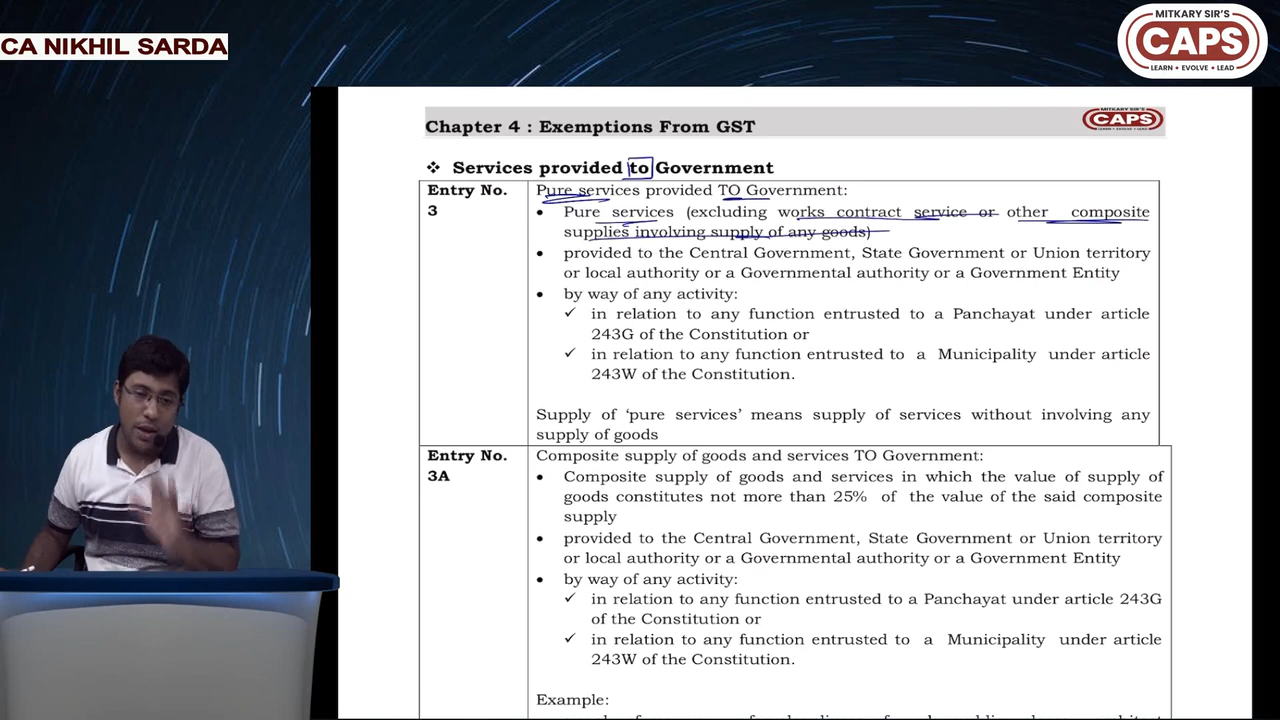 CA NIKHIL SARDA
MITKARY SIR'S
CAPS
LEARN • EVOLVE • LEAD
Chapter 4 : Exemptions From GST
MITKARY SIR'S
CAPS
LEARN • EVOLVE • LEAD
❖ Services provided to Government
Entry No.
3
Pure services provided TO Government:
• Pure services (excluding works contract service or other composite
supplies involving supply of any goods)
• provided to the Central Government, State Government or Union territory
or local authority or a Governmental authority or a Government Entity
• by way of any activity:
✓ in relation to any function entrusted to a Panchayat under article
243G of the Constitution or
✓ in relation to any function entrusted to a Municipality under article
243W of the Constitution.
Supply of ‘pure services’ means supply of services without involving any
supply of goods
Entry No.
3A
Composite supply of goods and services TO Government:
• Composite supply of goods and services in which the value of supply of
goods constitutes not more than 25% of the value of the said composite
supply
• provided to the Central Government, State Government or Union territory
or local authority or a Governmental authority or a Government Entity
• by way of any activity:
✓ in relation to any function entrusted to a Panchayat under article 243G
of the Constitution or
✓ in relation to any function entrusted to a Municipality under article
243W of the Constitution.
Example: